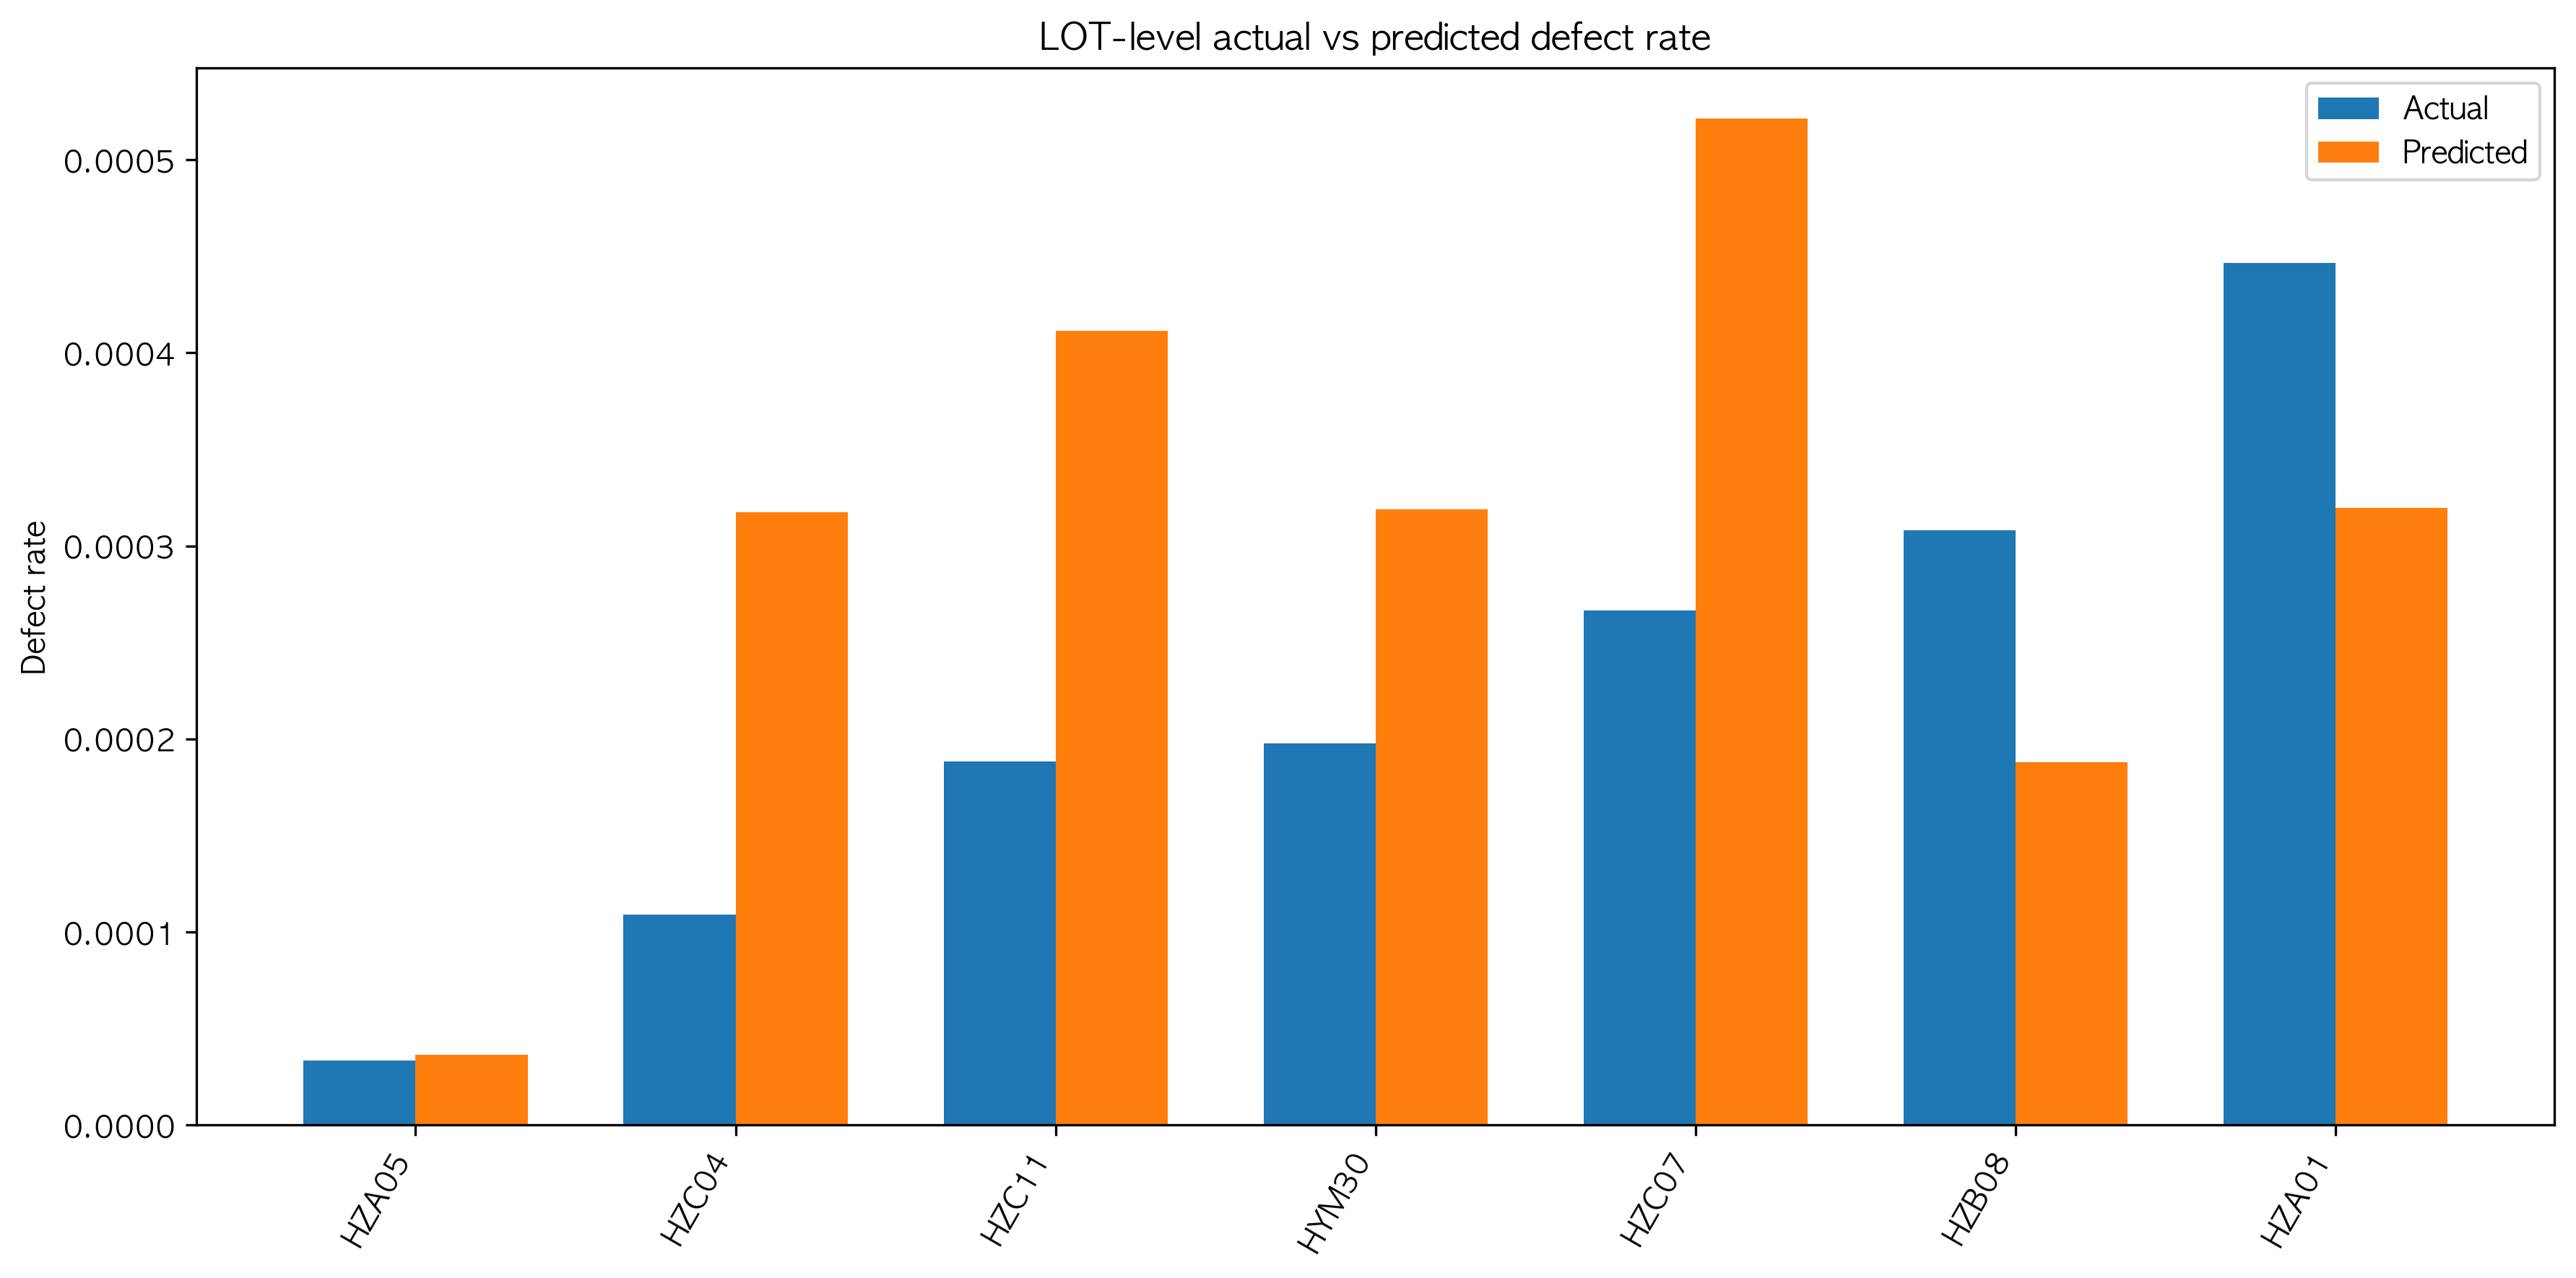 LOT-level actual vs predicted defect rate
Actual
Predicted
Defect rate
0.0005
0.0004
0.0003
0.0002
0.0001
0.0000
HZA05
HZC04
HZC11
HYM30
HZC07
HZB08
HZA01